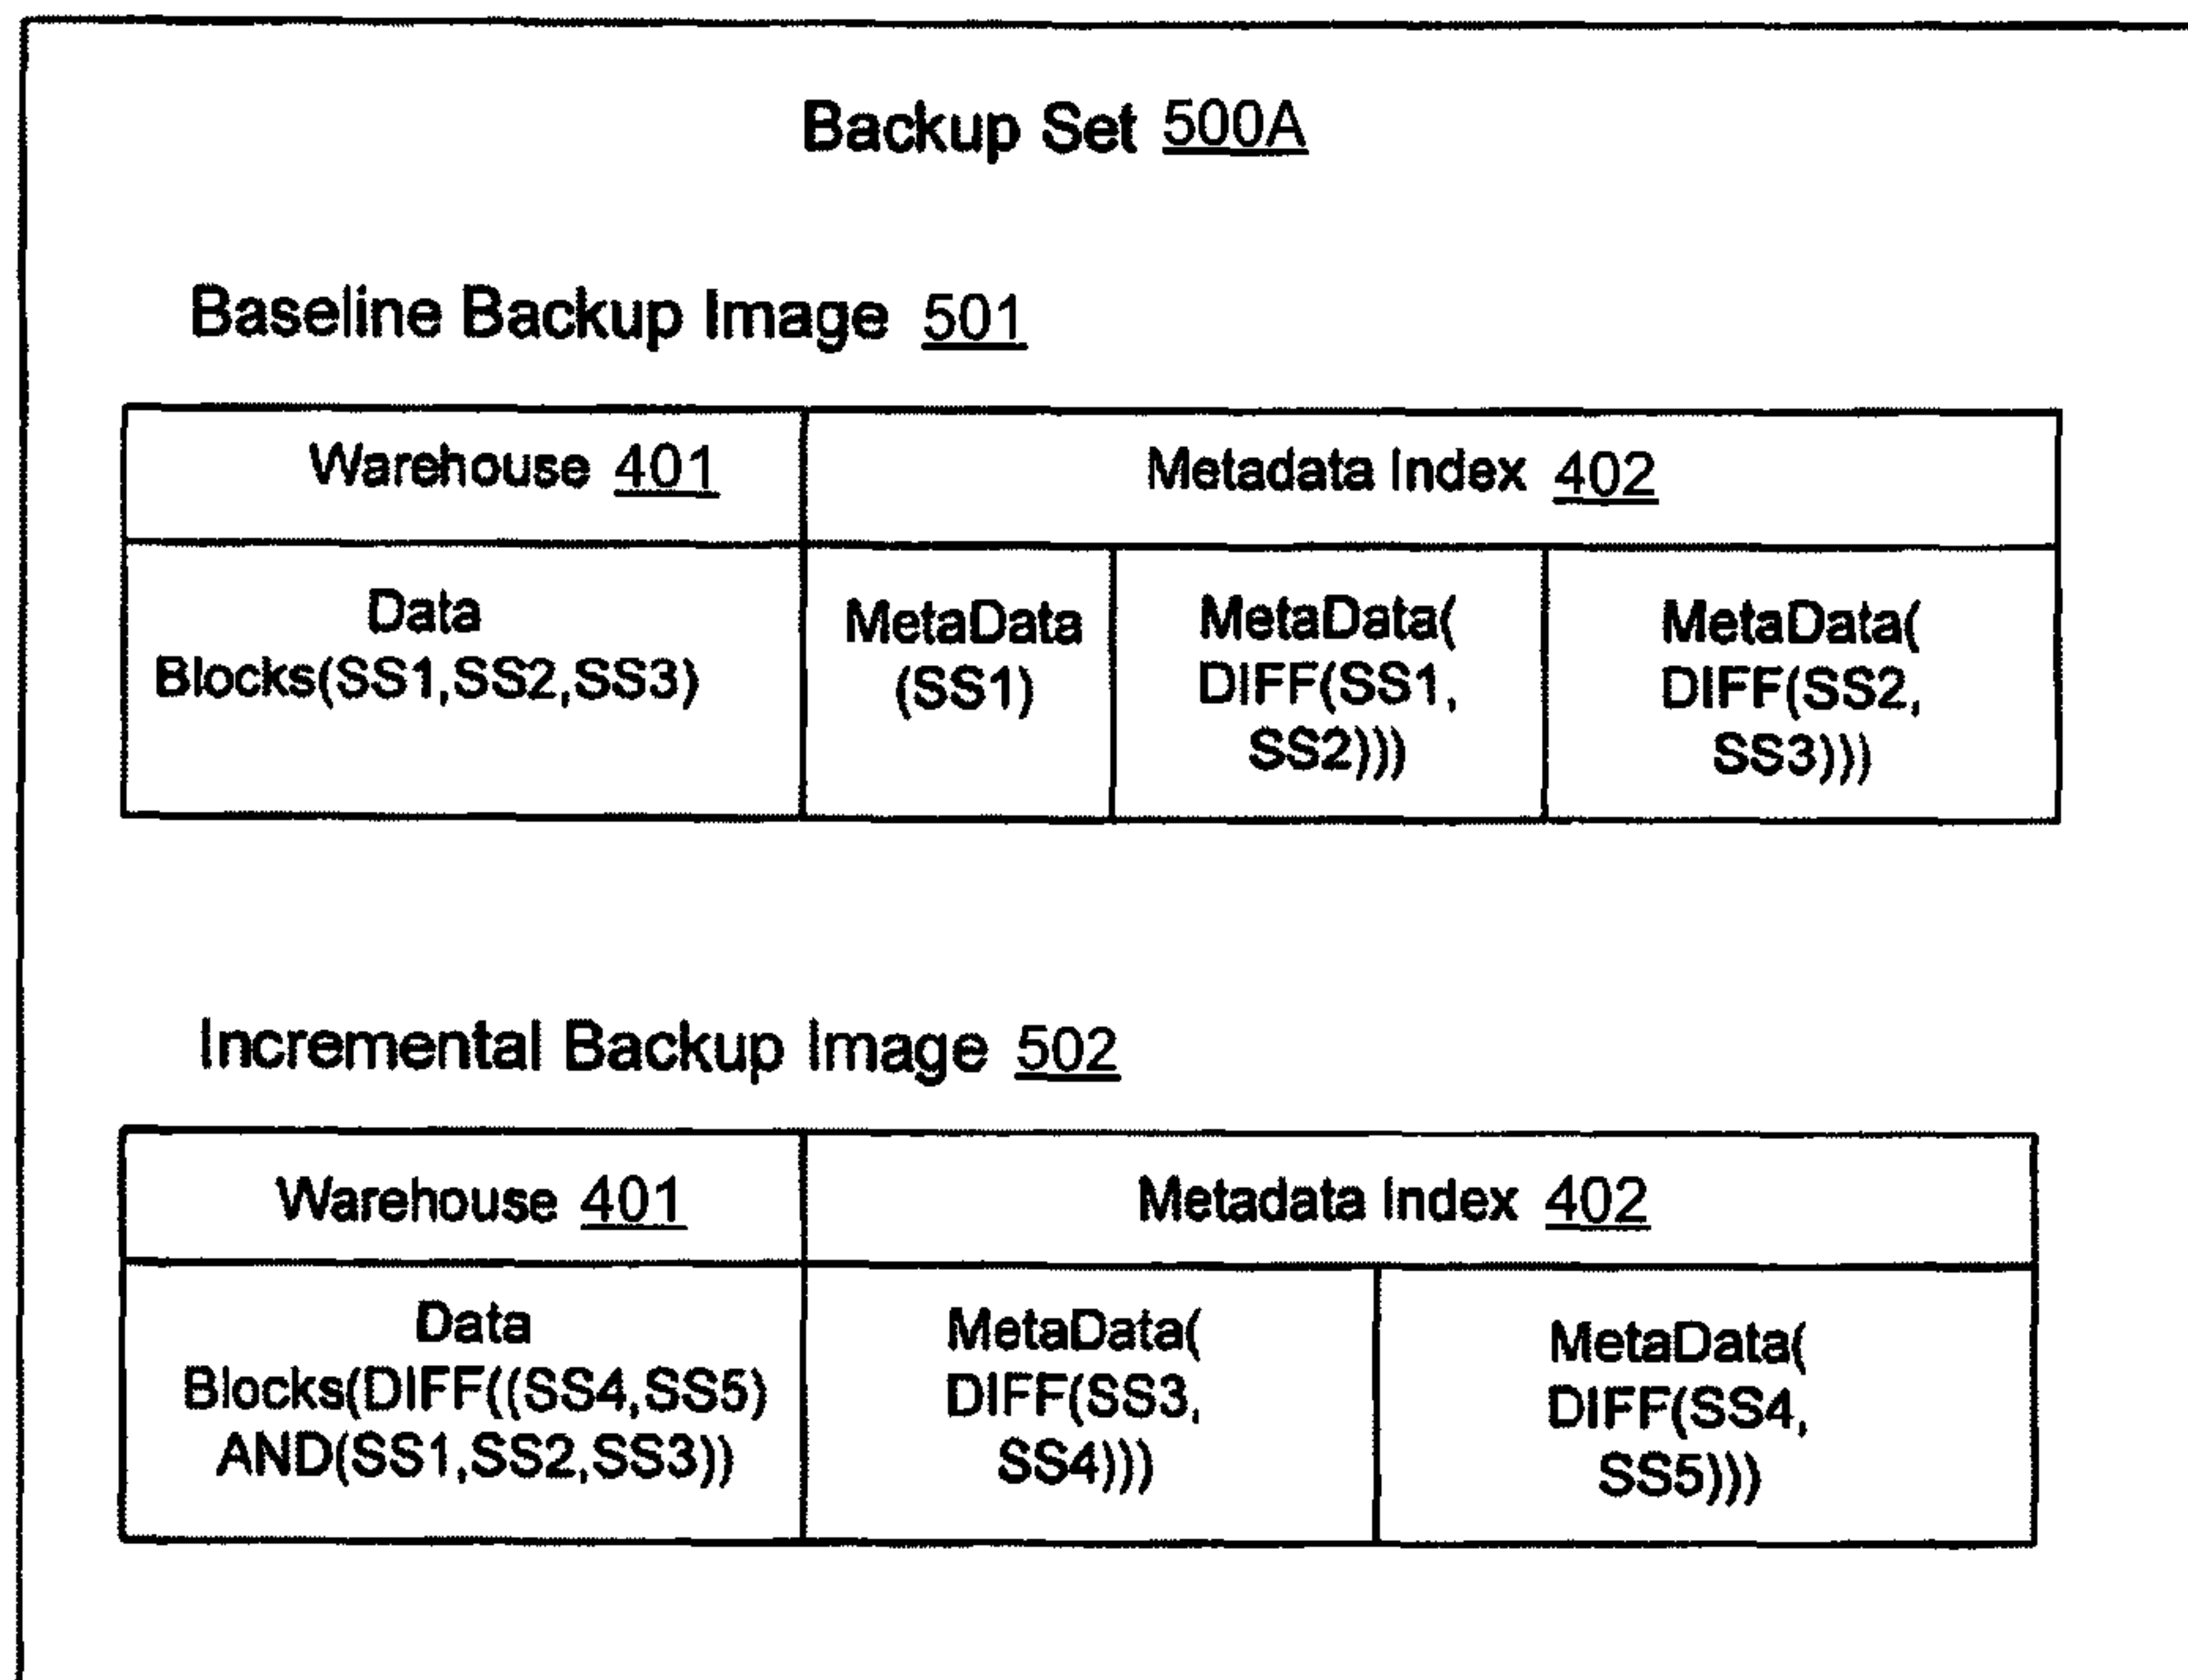 Backup Set 500A
Baseline Backup Image 501
Warehouse 401
Metadata Index 402
Data
Blocks(SS1,SS2,SS3)
MetaData
(SS1)
MetaData(
DIFF(SS1,
SS2)))
MetaData(
DIFF(SS2,
SS3)))
Incremental Backup Image 502
Warehouse 401
Metadata Index 402
Data
Blocks(DIFF((SS4,SS5)
AND(SS1,SS2,SS3))
MetaData(
DIFF(SS3,
SS4)))
MetaData(
DIFF(SS4,
SS5)))